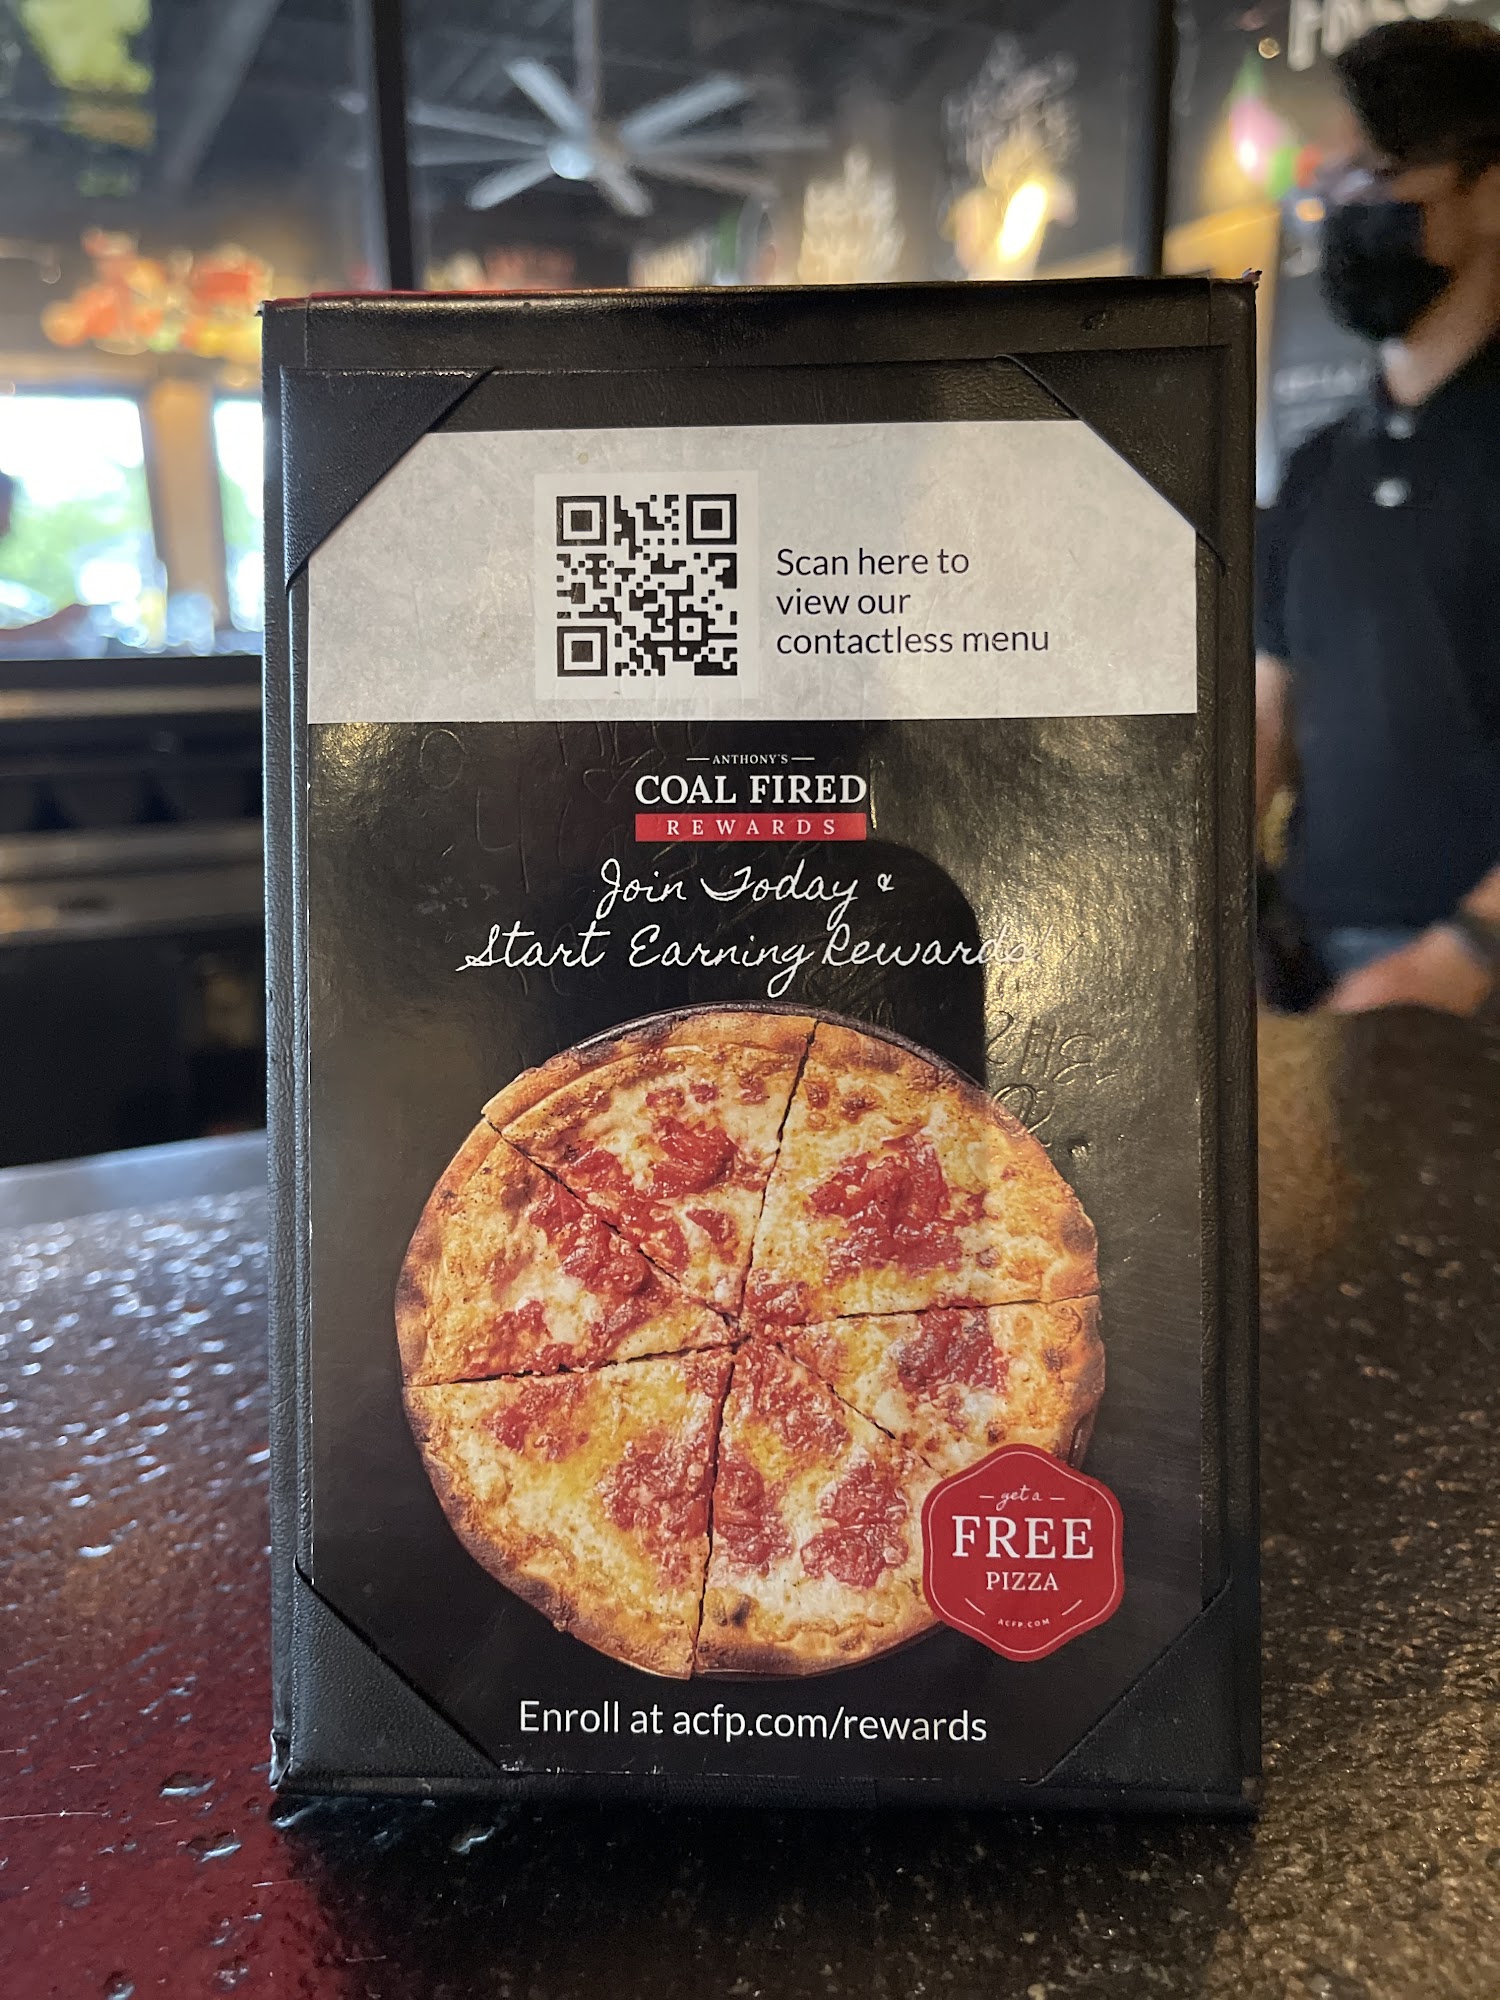 Scan here to
view our
contactless menu
ANTHONY'S
COAL FIRED
REWARDS
Join Today &
Start Earning Rewards!
get a
FREE
PIZZA
ACFP.COM
Enroll at acfp.com/rewards